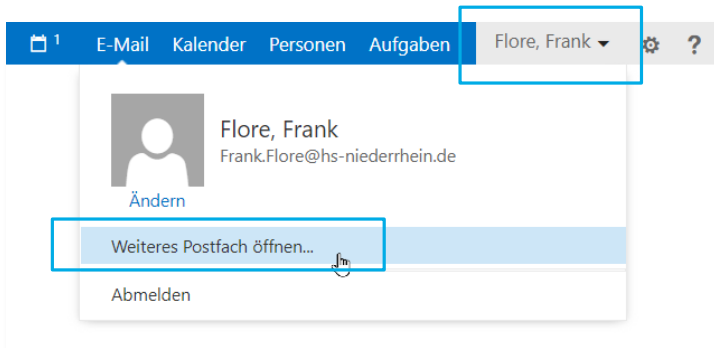 1 E-Mail Kalender Personen Aufgaben Flore, Frank ?
Flore, Frank
Frank.Flore@hs-niederrhein.de
Ändern
Weiteres Postfach öffnen...
Abmelden